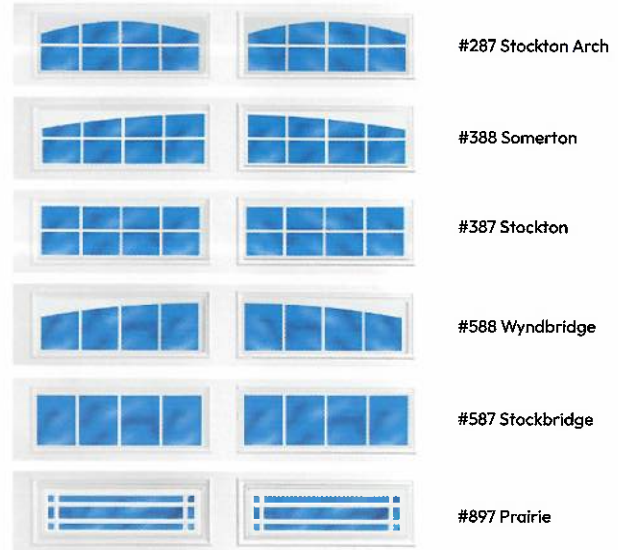 #287 Stockton Arch
#388 Somerton
#387 Stockton
#588 Wyndbridge
#587 Stockbridge
#897 Prairie